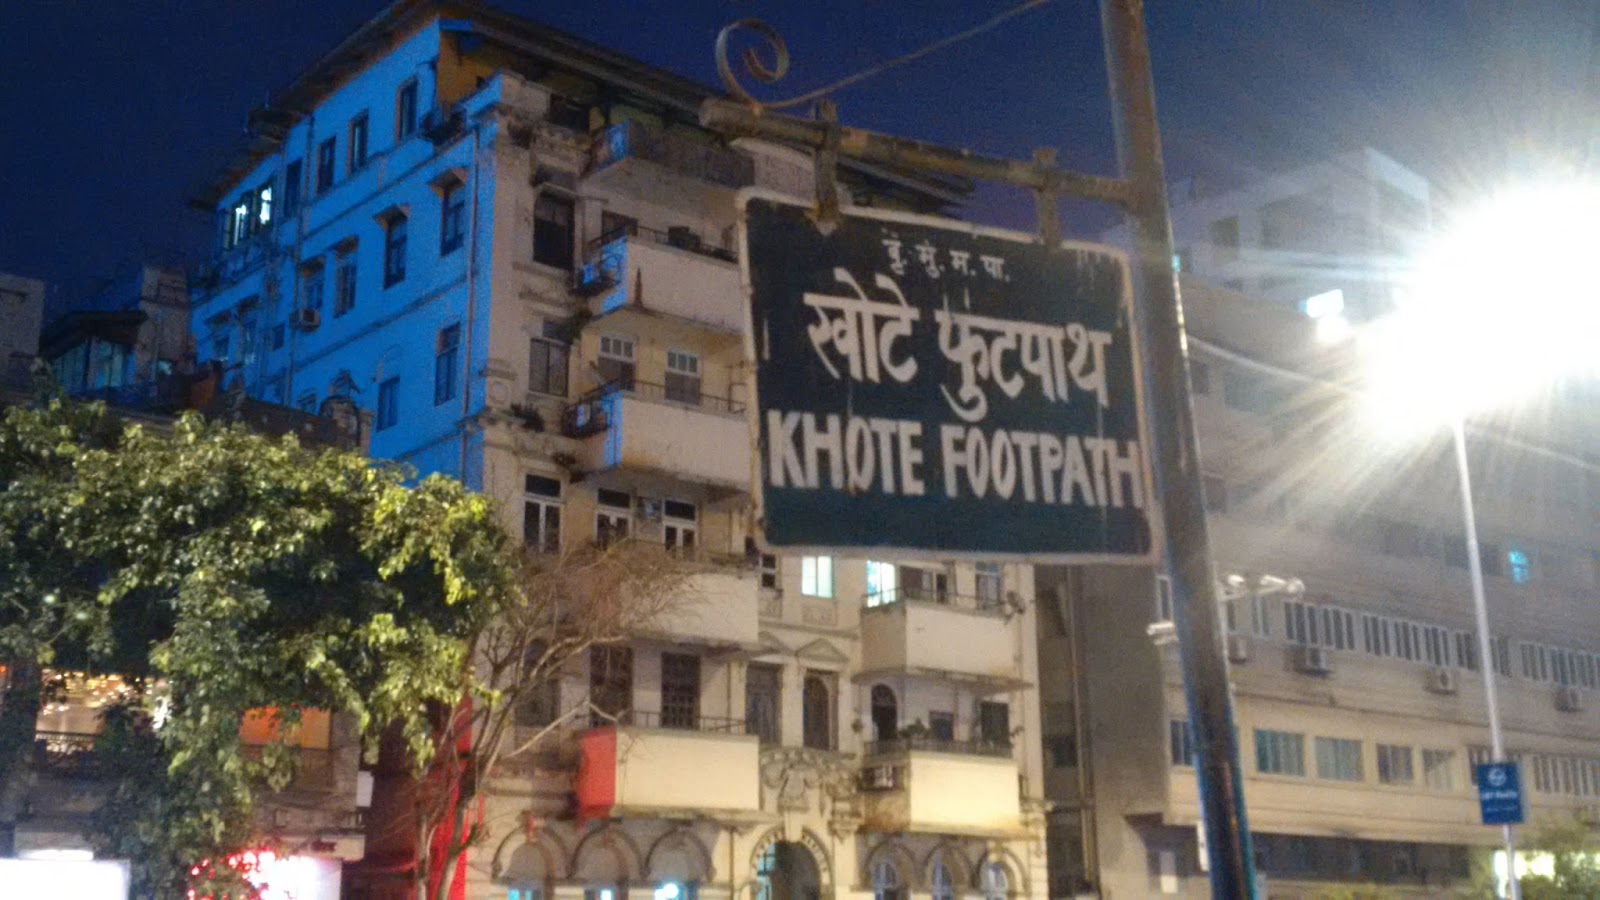 बृ. मुं. म. पा.
खोटे फुटपाथ
KHOTE FOOTPATH